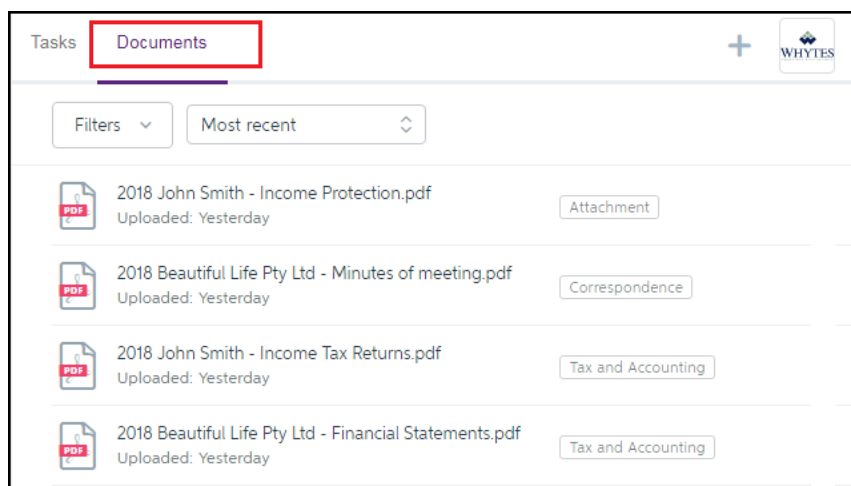 Tasks
Documents
WHYTES
Filters
Most recent
PDF
2018 John Smith - Income Protection.pdf
Uploaded: Yesterday
Attachment
PDF
2018 Beautiful Life Pty Ltd - Minutes of meeting.pdf
Uploaded: Yesterday
Correspondence
PDF
2018 John Smith - Income Tax Returns.pdf
Uploaded: Yesterday
Tax and Accounting
PDF
2018 Beautiful Life Pty Ltd - Financial Statements.pdf
Uploaded: Yesterday
Tax and Accounting